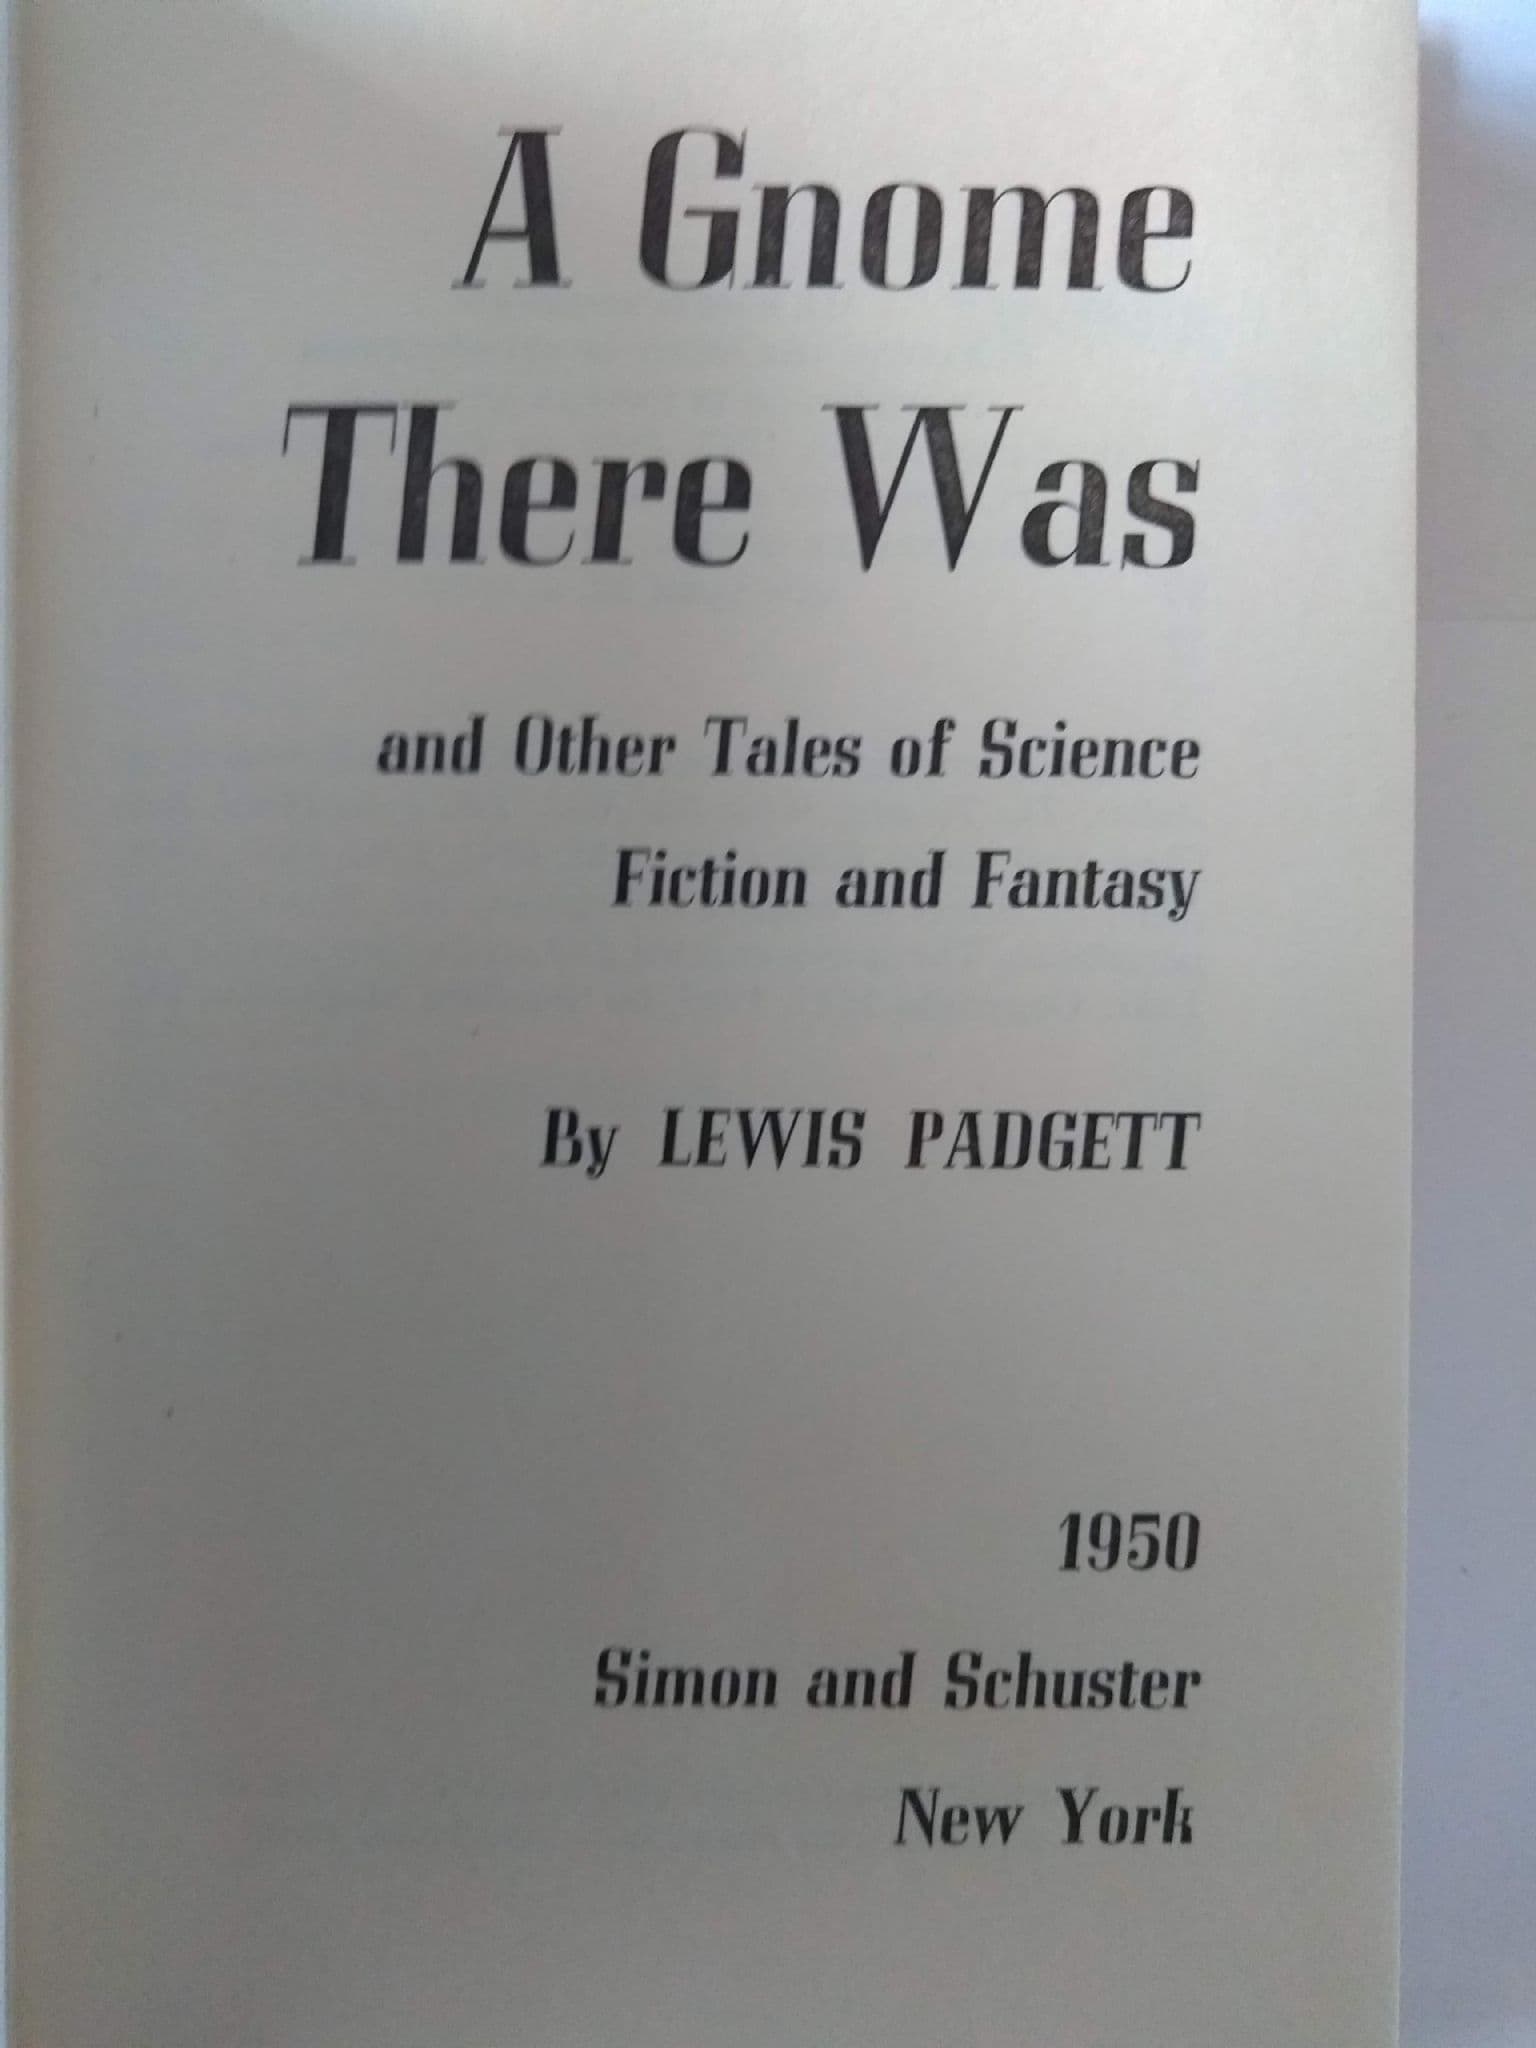 A Gnome
There Was
and Other Tales of Science
Fiction and Fantasy
By LEWIS PADGETT
1950
Simon and Schuster
New York